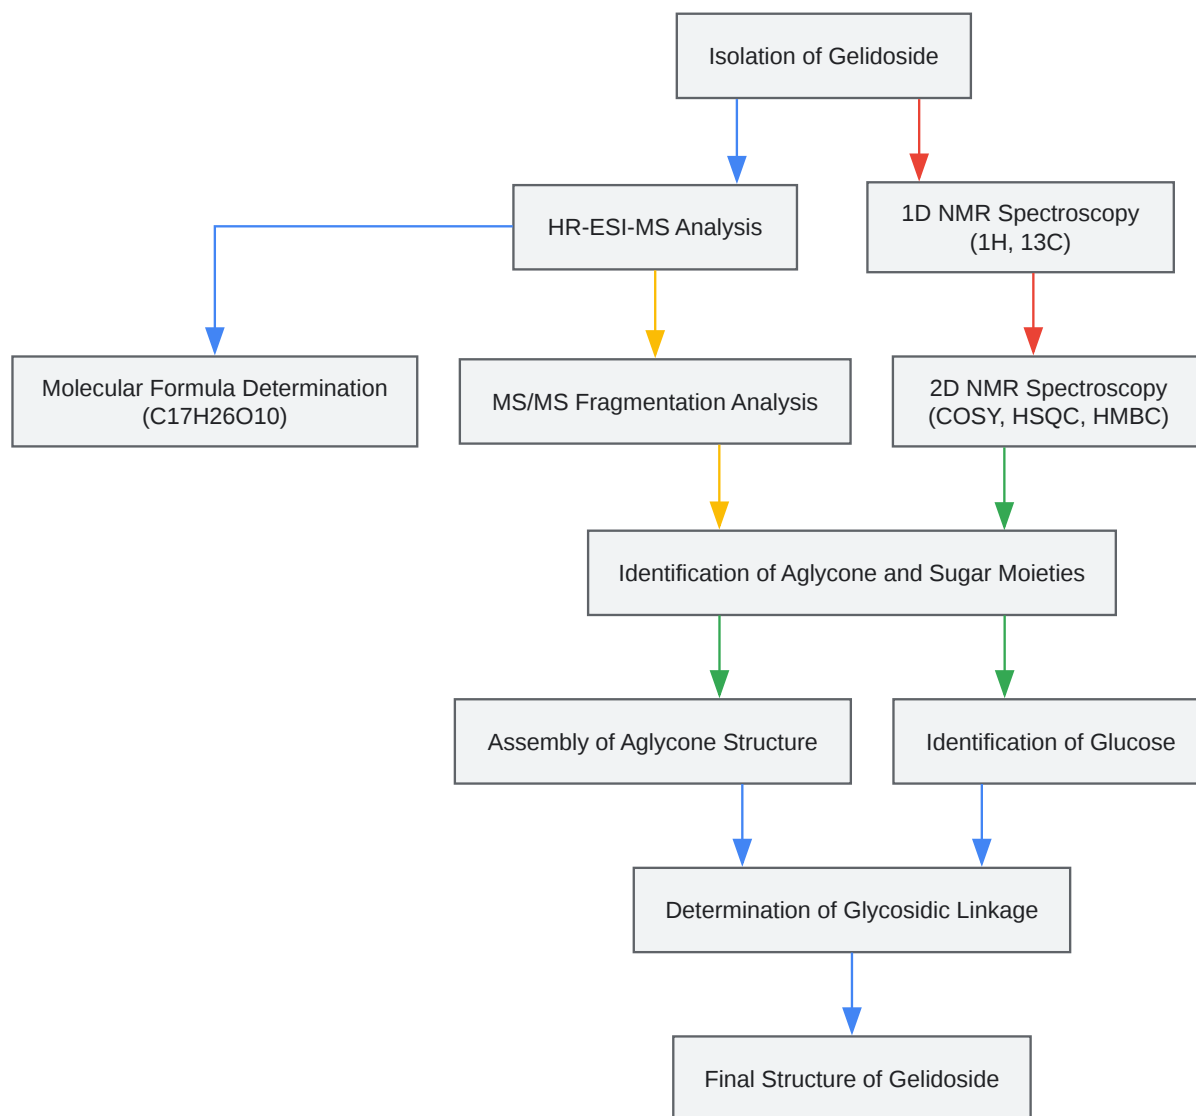 Isolation of Gelidoside
HR-ESI-MS Analysis
1D NMR Spectroscopy
(1H, 13C)
Molecular Formula Determination
(C17H26O10)
MS/MS Fragmentation Analysis
2D NMR Spectroscopy
(COSY, HSQC, HMBC)
Identification of Aglycone and Sugar Moieties
Assembly of Aglycone Structure
Identification of Glucose
Determination of Glycosidic Linkage
Final Structure of Gelidoside